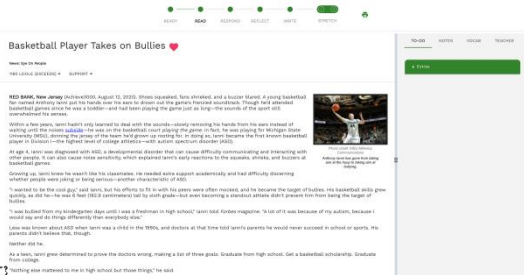 READY
READ
RESPOND
REFLECT
WRITE
STRETCH
Basketball Player Takes on Bullies
News: Eye On People
SUPPORT
TO-DO
NOTES
VOCAB
TEACHER
RED BANK, New Jersey (Achieve3000, August 12, 2020). Shoes squeaked, fans shrieked, and a buzzer blared. A young basketball
fan named Anthony Ianni put his hands over his ears to drown out the game's frenzied soundtrack. Though he'd attended
basketball games since he was a toddler—and had been playing the game just as long—the sounds of the sport still
overwhelmed his senses.
Within a few years, Ianni hadn't only learned to deal with the sounds—slowly removing his hands from his ears instead of
waiting until the noises subside—he was on the basketball court playing the game. In fact, he was playing for Michigan State
University (MSU), donning the jersey of the team he'd grown up rooting for. In doing so, Ianni became the first known basketball
player in Division I—the highest level of college athletics—with autism spectrum disorder (ASD).
At age 4, Ianni was diagnosed with ASD, a developmental disorder that can cause difficulty communicating and interacting with
other people. It can also cause noise sensitivity, which explained Ianni's early reactions to the squeaks, shrieks, and buzzers at
basketball games.
Growing up, Ianni knew he wasn't like his classmates. He needed extra support academically and had difficulty discerning
whether people were joking or being serious—another characteristic of ASD.
"I wanted to be the cool guy," said Ianni, but his efforts to fit in with his peers were often mocked, and he became the target of bullies. His basketball skills grew
quickly, as did he—he was 6 feet (182.9 centimeters) tall by sixth grade—but even becoming a standout athlete didn't prevent him from being the target of
bullies.
"I was bullied from my kindergarten days until I was a freshman in high school," Ianni told Forbes magazine. "A lot of it was because of my autism, because I
would say and do things differently than everybody else."
Less was known about ASD when Ianni was a child in the 1990s, and doctors at that time told Ianni's parents he would never succeed in school or sports. His
parents didn't believe that, though.
Neither did he.
As a teen, Ianni grew determined to prove the doctors wrong, making a list of three goals: Graduate from high school. Get a basketball scholarship. Graduate
from college.
"Nothing else mattered to me in high school but those things," he said.